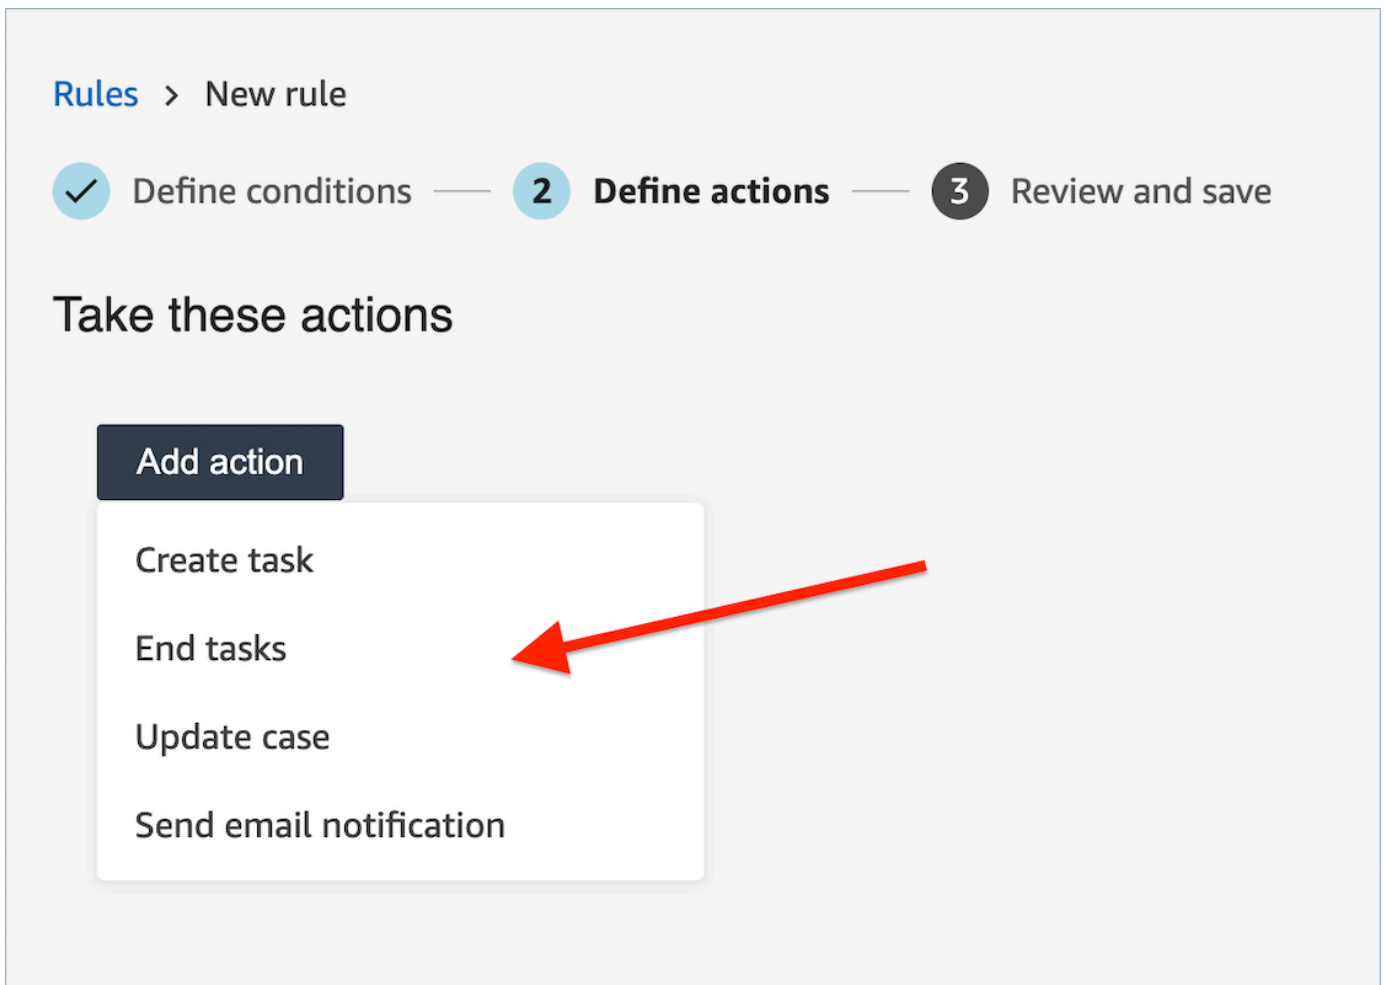 Rules > New rule
Define conditions 2 Define actions 3 Review and save
Take these actions
Add action
Create task
End tasks
Update case
Send email notification